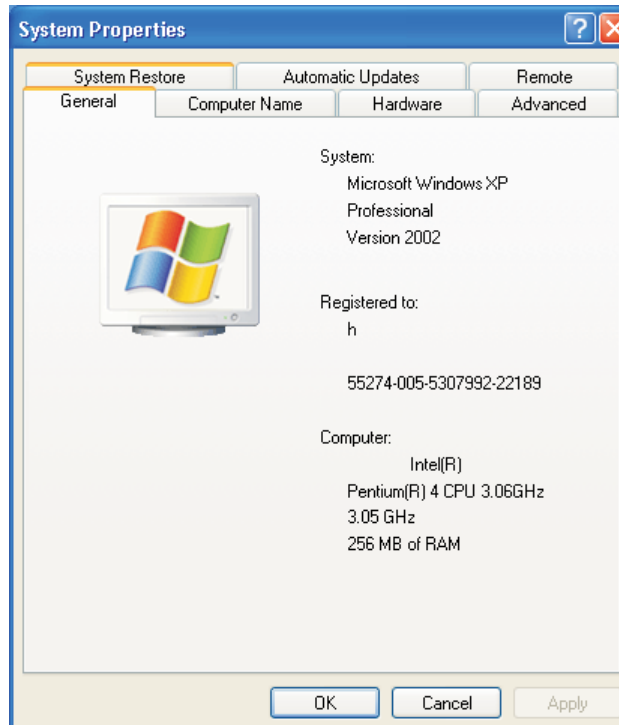 System Properties
System Restore Automatic Updates Remote
General Computer Name Hardware Advanced
System:
Microsoft Windows XP
Professional
Version 2002
Registered to:
h
55274-005-5307992-22189
Computer:
Intel(R)
Pentium(R) 4 CPU 3.06GHz
3.05 GHz
256 MB of RAM
OK Cancel Apply